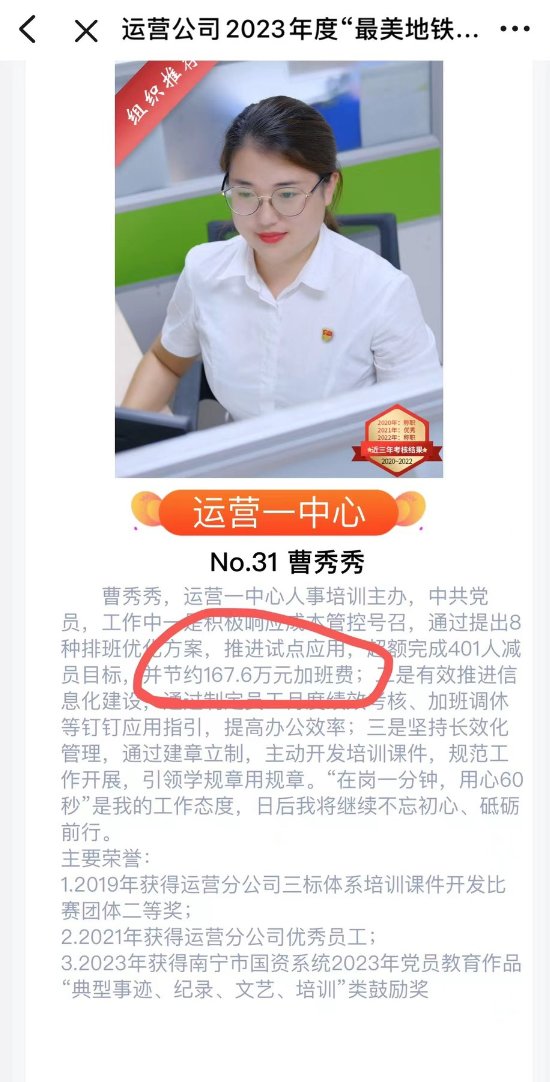 运营公司2023年度“最美地铁...
组织推荐
2020年：称职
2021年：优秀
2022年：称职
近三年考核结果
2020-2022
运营一中心
No.31 曹秀秀
曹秀秀，运营一中心人事培训主办，中共党
员，工作中一是积极响应成本管控号召，通过提出8
种排班优化方案，推进试点应用，超额完成401人减
员目标，并节约167.6万元加班费；二是有效推进信
息化建设，通过制定员工月度绩效考核、加班调休
等钉钉应用指引，提高办公效率；三是坚持长效化
管理，通过建章立制，主动开发培训课件，规范工
作开展，引领学规章用规章。“在岗一分钟，用心60
秒”是我的工作态度，日后我将继续不忘初心、砥砺
前行。
主要荣誉：
1.2019年获得运营分公司三标体系培训课件开发比
赛团体二等奖；
2.2021年获得运营分公司优秀员工；
3.2023年获得南宁市国资系统2023年党员教育作品
“典型事迹、纪录、文艺、培训”类鼓励奖